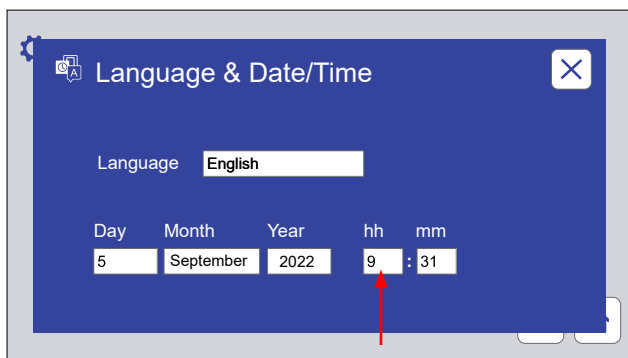 Language & Date/Time
Language English
Day Month Year hh mm
5 September 2022 9 : 31